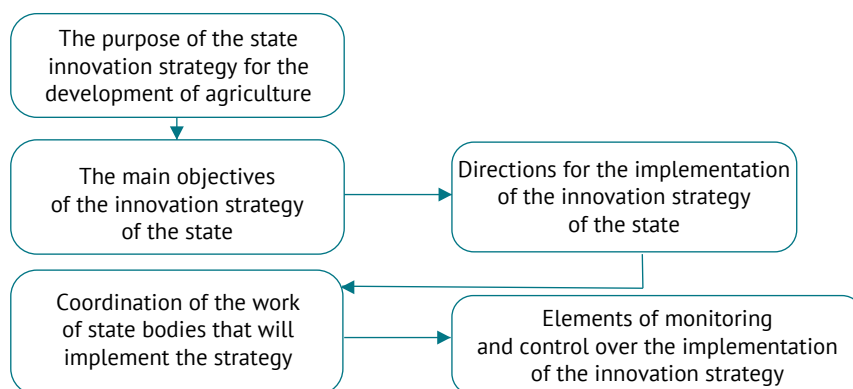 The purpose of the state
innovation strategy for the
development of agriculture
The main objectives
of the innovation strategy
of the state
Directions for the implementation
of the innovation strategy
of the state
Coordination of the work
of state bodies that will
implement the strategy
Elements of monitoring
and control over the implementation
of the innovation strategy